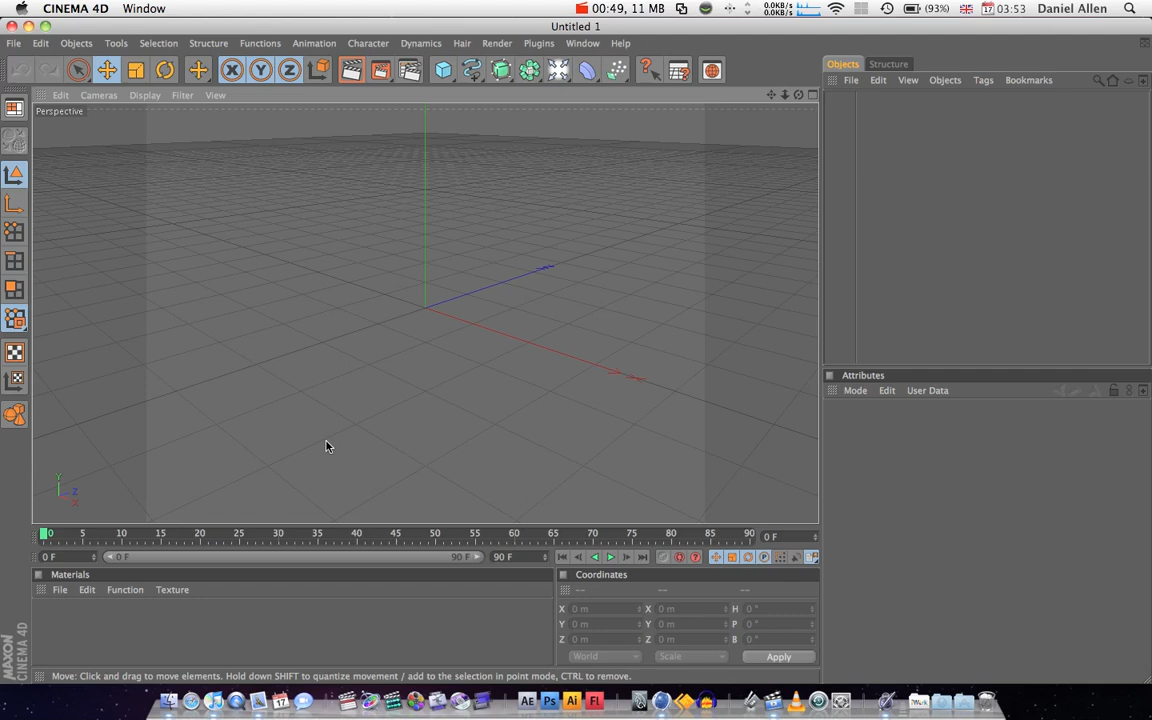 CINEMA 4D Window 00:49, 11 MB 0.0KB/s 0.0KB/s (93%) 03:53 Daniel Allen
Untitled 1
File Edit Objects Tools Selection Structure Functions Animation Character Dynamics Hair Render Plugins Window Help
X Y Z
Objects Structure
File Edit View Objects Tags Bookmarks
Edit Cameras Display Filter View
Perspective
Attributes
Mode Edit User Data
Y
Z
X
0 5 10 15 20 25 30 35 40 45 50 55 60 65 70 75 80 85 90 0 F
0 F 0 F 90 F 90 F
Materials Coordinates
File Edit Function Texture -- -- --
X 0 m X 0 m H 0 °
Y 0 m Y 0 m P 0 °
Z 0 m Z 0 m B 0 °
World Scale Apply
MAXON
CINEMA 4D
Move: Click and drag to move elements. Hold down SHIFT to quantize movement / add to the selection in point mode, CTRL to remove.
17 Ae Ps Ai Fl